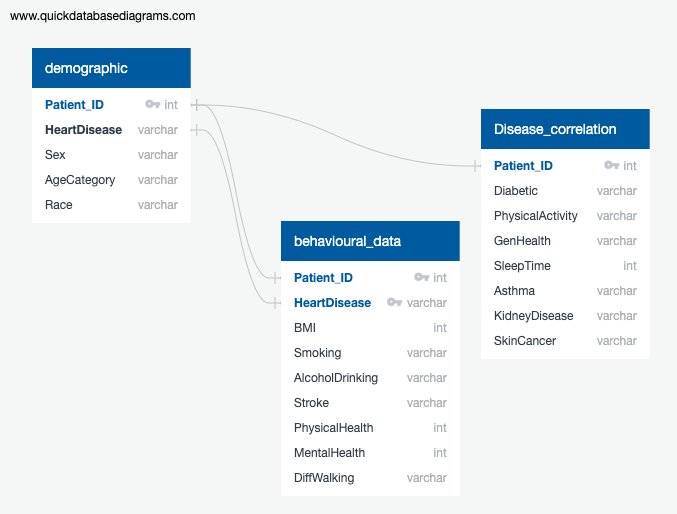 www.quickdatabasediagrams.com
demographic
Patient_ID int
HeartDisease varchar
Sex varchar
AgeCategory varchar
Race varchar
Disease_correlation
Patient_ID int
Diabetic varchar
PhysicalActivity varchar
GenHealth varchar
SleepTime int
Asthma varchar
KidneyDisease varchar
SkinCancer varchar
behavioural_data
Patient_ID int
HeartDisease varchar
BMI int
Smoking varchar
AlcoholDrinking varchar
Stroke varchar
PhysicalHealth int
MentalHealth int
DiffWalking varchar